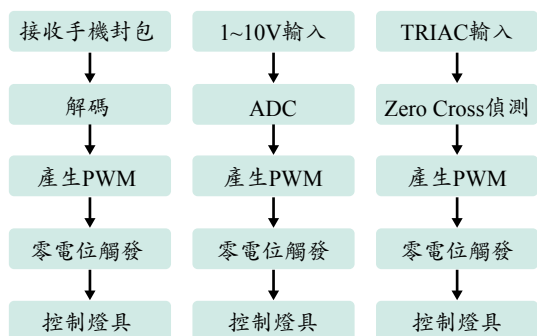 接收手機封包
解碼
產生PWM
零電位觸發
控制燈具
1~10V輸入
ADC
產生PWM
零電位觸發
控制燈具
TRIAC輸入
Zero Cross偵測
產生PWM
零電位觸發
控制燈具